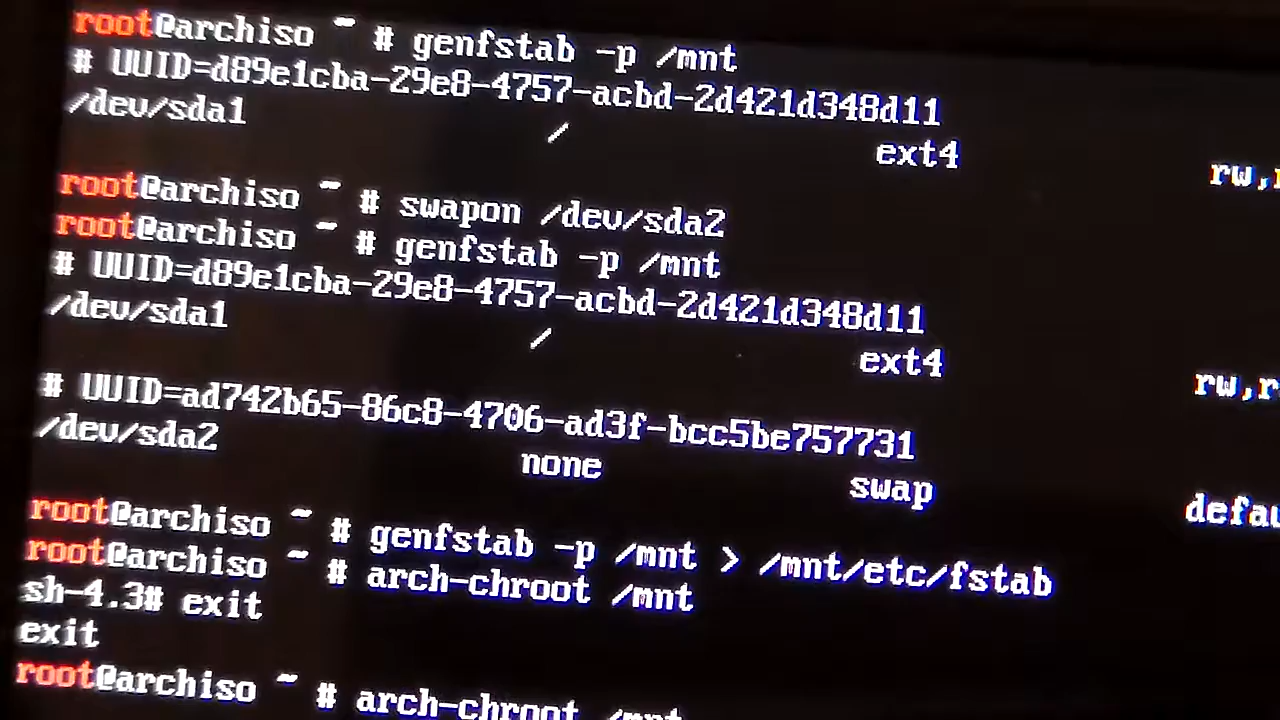 root@archiso ~ # genfstab -p /mnt
# UUID=d89e1cba-29e8-4757-acbd-2d421d348d11
/dev/sda1 / ext4 rw,
root@archiso ~ # swapon /dev/sda2
root@archiso ~ # genfstab -p /mnt
# UUID=d89e1cba-29e8-4757-acbd-2d421d348d11
/dev/sda1 / ext4 rw,r
# UUID=ad742b65-86c8-4706-ad3f-bcc5be757731
/dev/sda2 none swap defau
root@archiso ~ # genfstab -p /mnt > /mnt/etc/fstab
root@archiso ~ # arch-chroot /mnt
sh-4.3# exit
exit
root@archiso ~ # arch-chroot /mnt